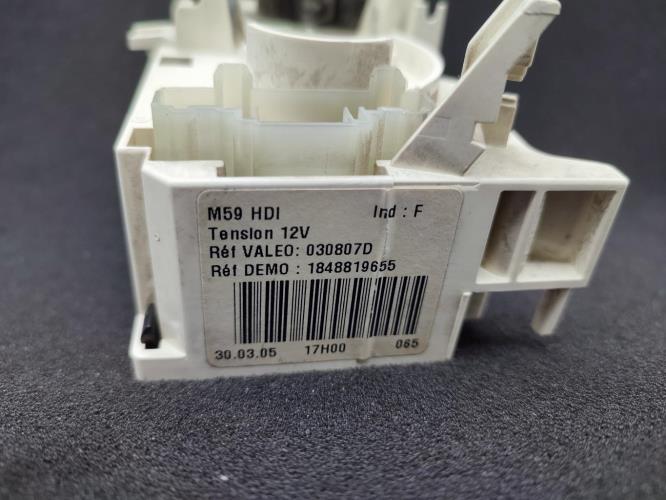 M59 HDI Ind : F
Tension 12V
Réf VALEO: 030807D
Réf DEMO : 1848819655
30.03.05 17H00 065